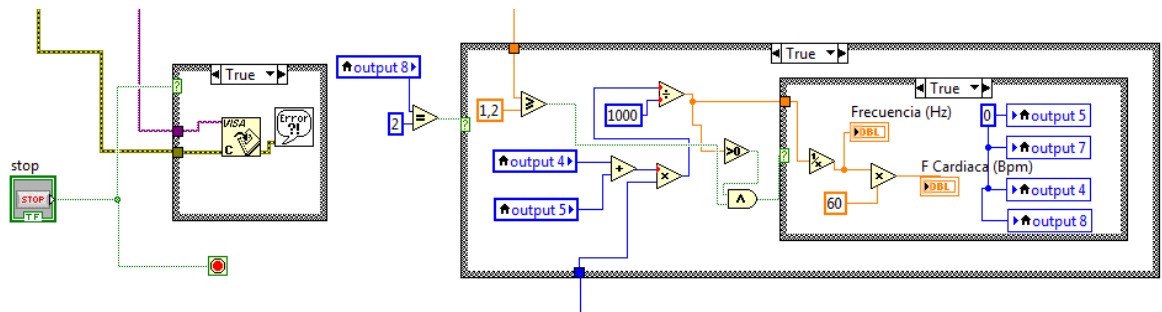 stop
STOP
TF
True
VISA
C
Error
?!
output 8
2
=
True
1,2
≥
output 4
output 5
+
×
÷
1000
>0
∧
True
Frecuencia (Hz)
DBL
1/x
60
×
F Cardiaca (Bpm)
DBL
0
output 5
output 7
output 4
output 8
?
?
?